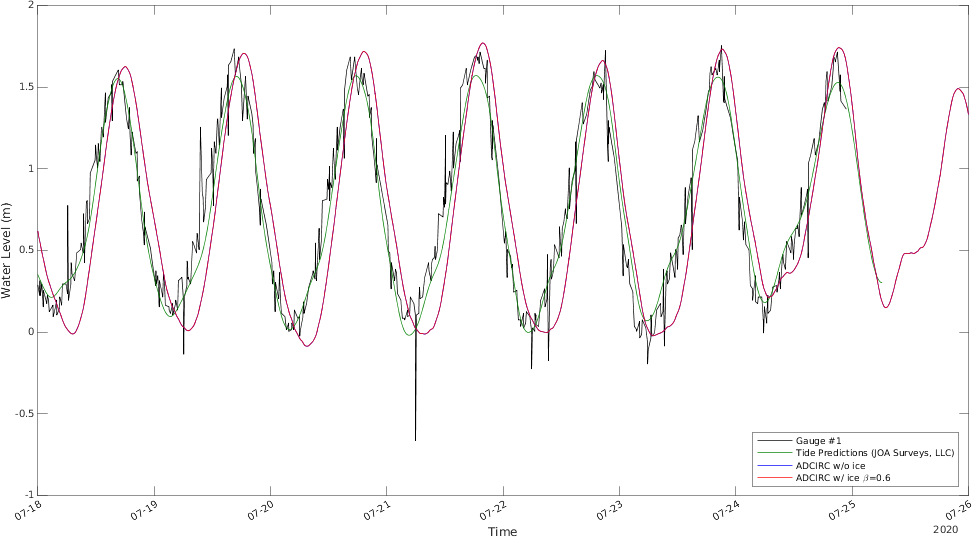 2
1.5
1
0.5
0
-0.5
-1
Water Level (m)
Gauge #1
Tide Predictions (JOA Surveys, LLC)
ADCIRC w/o ice
ADCIRC w/ ice β=0.6
07-18
07-19
07-20
07-21
07-22
07-23
07-24
07-25
07-26
Time
2020